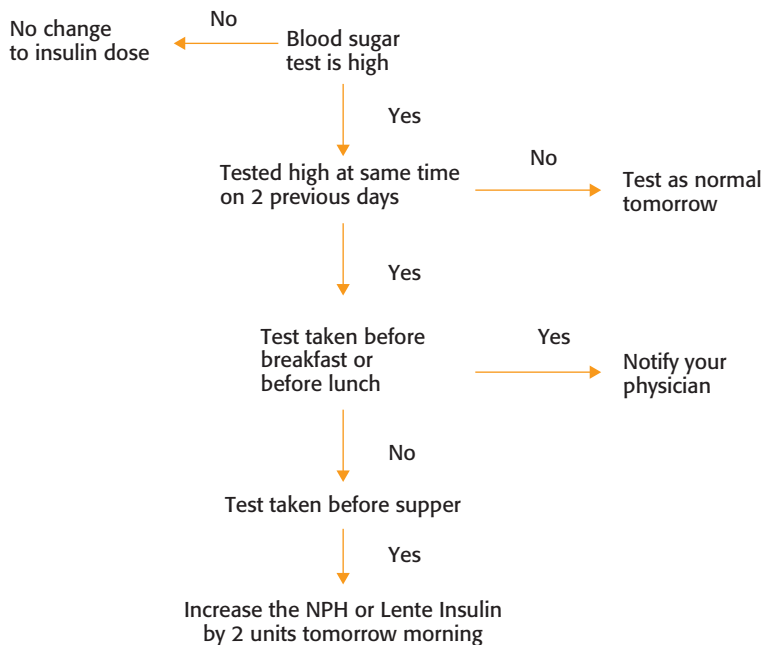 No change
to insulin dose
No
Blood sugar
test is high
Yes
Tested high at same time
on 2 previous days
No
Test as normal
tomorrow
Yes
Test taken before
breakfast or
before lunch
Yes
Notify your
physician
No
Test taken before supper
Yes
Increase the NPH or Lente Insulin
by 2 units tomorrow morning